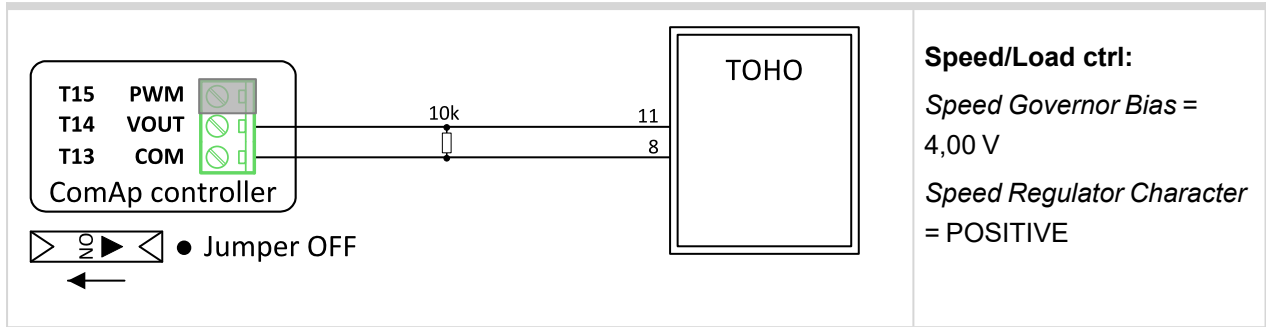 T15 PWM
T14 VOUT
T13 COM
ComAp controller
ON
● Jumper OFF
10k
11
8
TOHO
Speed/Load ctrl:
Speed Governor Bias =
4,00 V
Speed Regulator Character
= POSITIVE